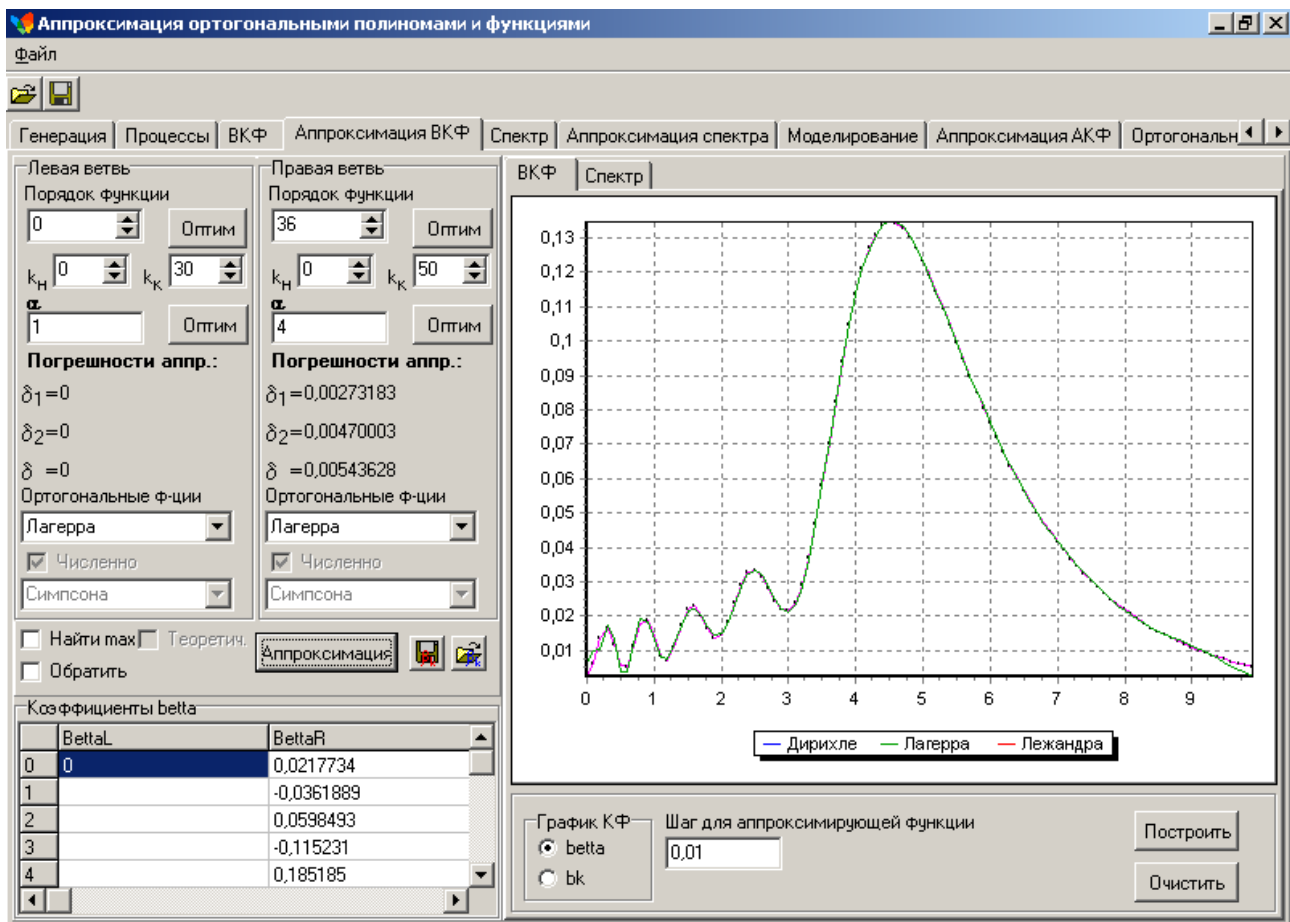 Аппроксимация ортогональными полиномами и функциями
Файл
Генерация Процессы ВКФ Аппроксимация ВКФ Спектр Аппроксимация спектра Моделирование Аппроксимация АКФ Ортогональн
Левая ветвь
Порядок функции
0 Оптим
kн 0 kк 30
α
1 Оптим
Погрешности аппр.:
δ1=0
δ2=0
δ =0
Ортогональные ф-ции
Лагерра
Численно
Симпсона
Правая ветвь
Порядок функции
36 Оптим
kн 0 kк 50
α
4 Оптим
Погрешности аппр.:
δ1=0,00273183
δ2=0,00470003
δ =0,00543628
Ортогональные ф-ции
Лагерра
Численно
Симпсона
Найти max Теоретич.
Обратить
Аппроксимация
Коэффициенты betta
BettaL BettaR
0 0 0,0217734
1 -0,0361889
2 0,0598493
3 -0,115231
4 0,185185
ВКФ Спектр
0,13
0,12
0,11
0,1
0,09
0,08
0,07
0,06
0,05
0,04
0,03
0,02
0,01
0 1 2 3 4 5 6 7 8 9
Дирихле Лагерра Лежандра
График КФ
betta
bk
Шаг для аппроксимирующей функции
0,01
Построить
Очистить